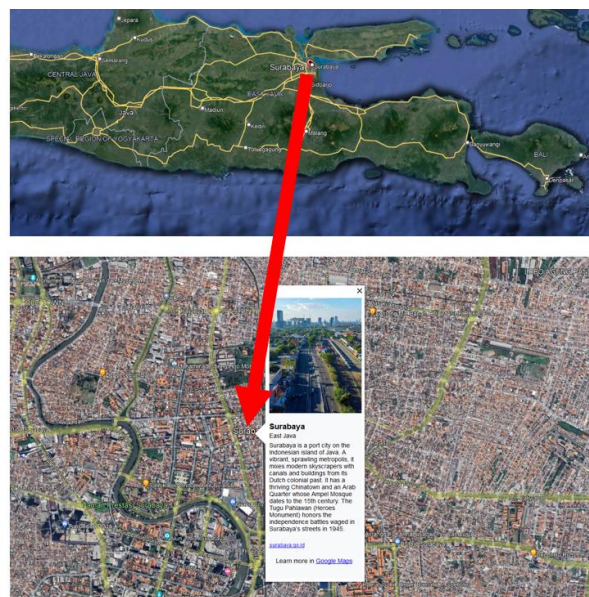 Jepara
Kudus
Semarang
CENTRAL JAVA
Surabaya
Surabaya
Sidoarjo
Java
Madiun
Kediri
Malang
SPECIAL REGION OF YOGYAKARTA
Tulungagung
Banyuwangi
BALI
Denpasar
Surabaya
East Java
Surabaya is a port city on the
Indonesian island of Java. A
vibrant, sprawling metropolis, it
mixes modern skyscrapers with
canals and buildings from its
Dutch colonial past. It has a
thriving Chinatown and an Arab
Quarter whose Ampel Mosque
dates to the 15th century. The
Tugu Pahlawan (Heroes
Monument) honors the
independence battles waged in
Surabaya's streets in 1945.
surabaya.go.id
Learn more in Google Maps